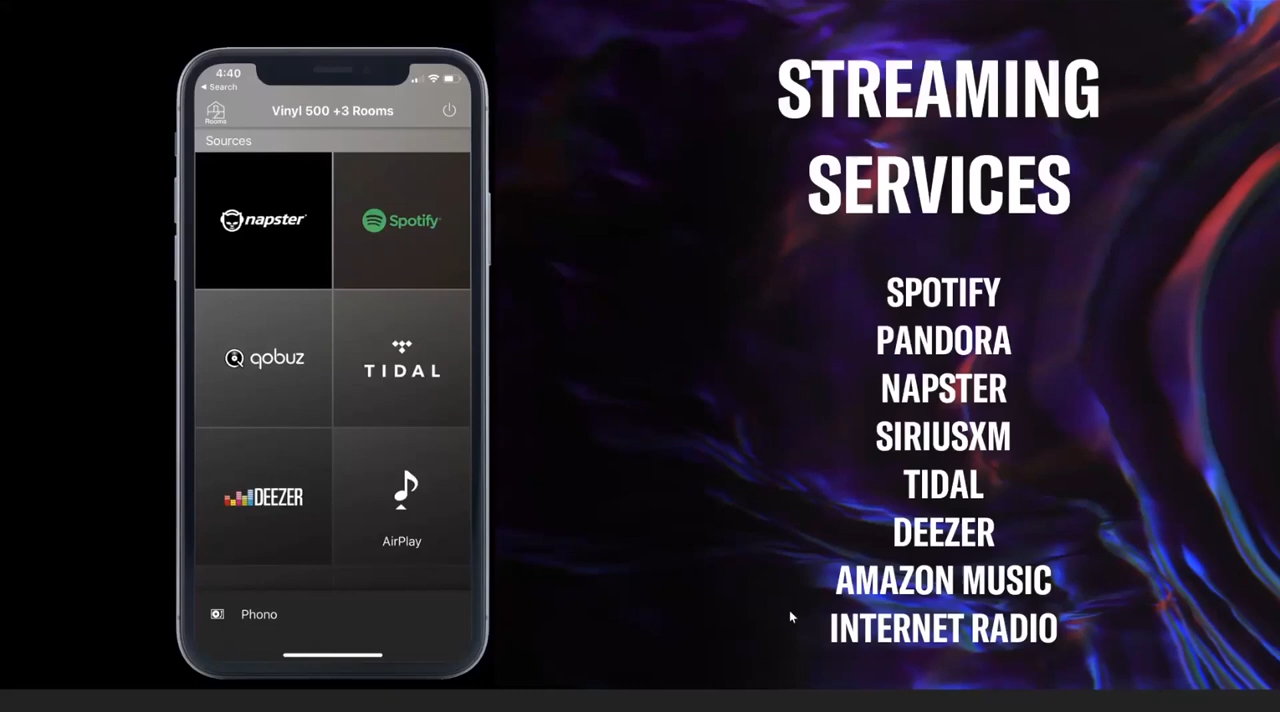 4:40
Search
Rooms
Vinyl 500 +3 Rooms
Sources
napster
Spotify
qobuz
TIDAL
DEEZER
AirPlay
Phono
STREAMING
SERVICES
SPOTIFY
PANDORA
NAPSTER
SIRIUSXM
TIDAL
DEEZER
AMAZON MUSIC
INTERNET RADIO